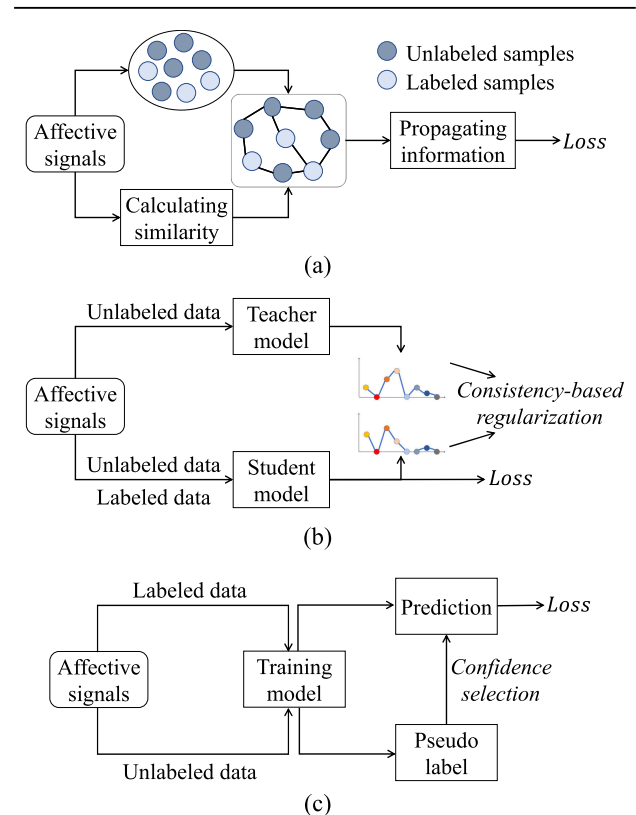 Unlabeled samples
Labeled samples
Affective
signals
Calculating
similarity
Propagating
information
Loss
(a)
Unlabeled data
Teacher
model
Affective
signals
Consistency-based
regularization
Unlabeled data
Labeled data
Student
model
Loss
(b)
Labeled data
Prediction
Loss
Affective
signals
Training
model
Confidence
selection
Unlabeled data
Pseudo
label
(c)